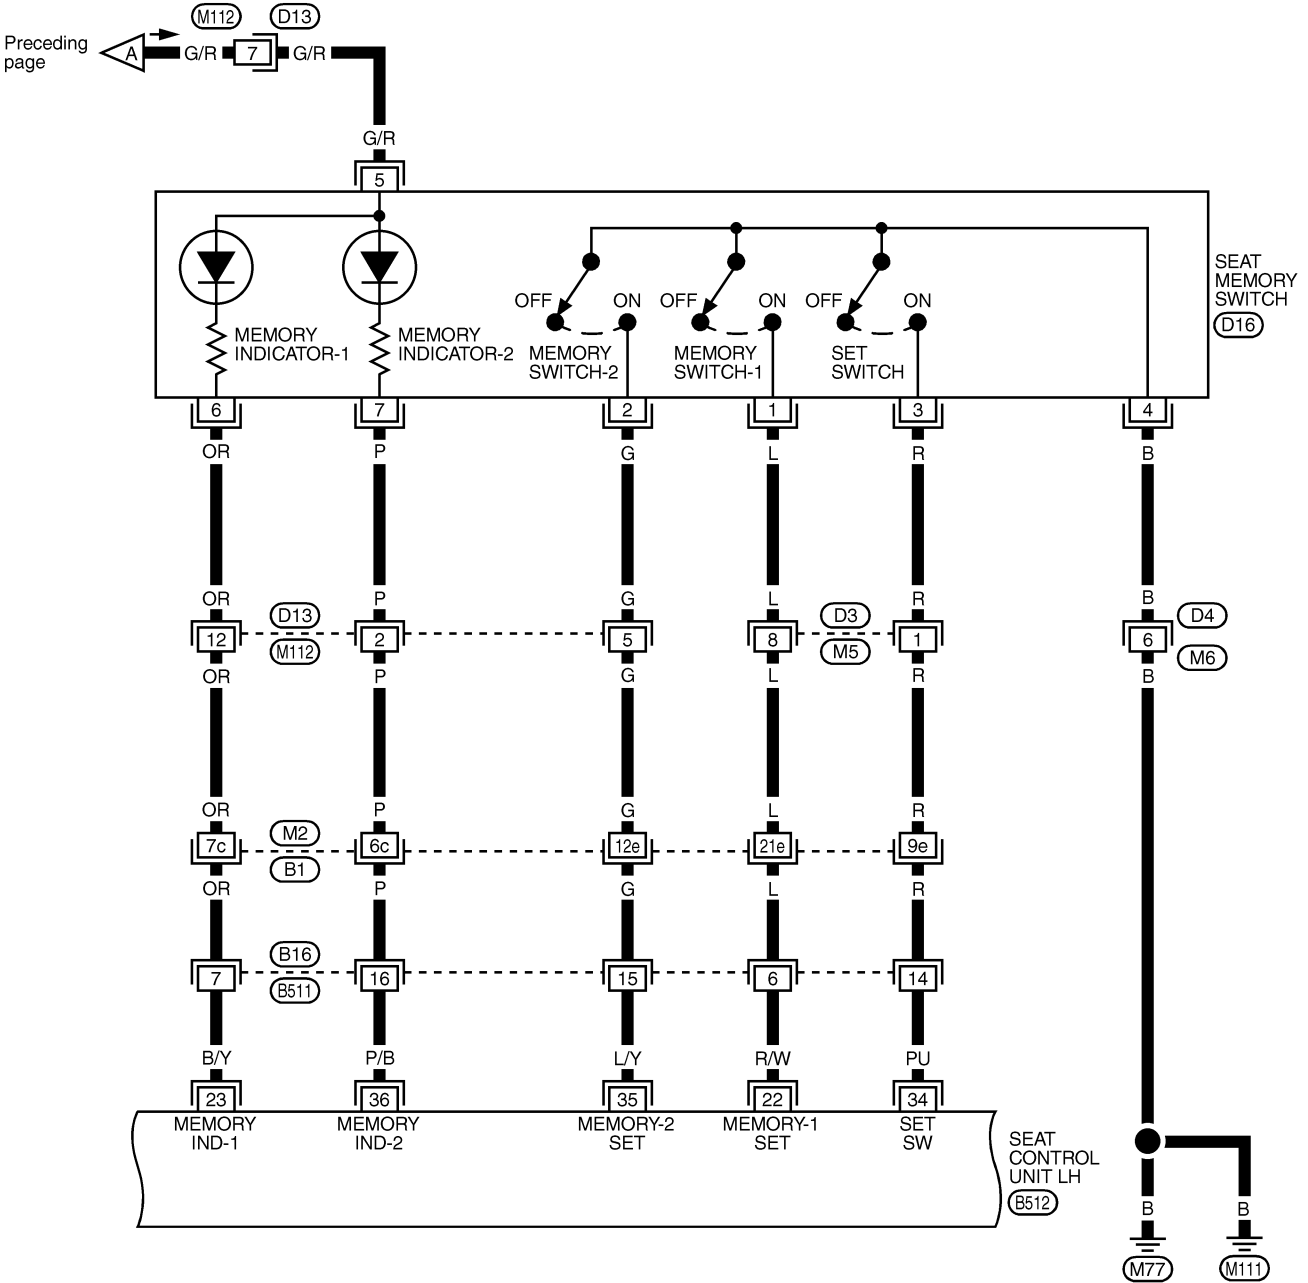 M112 D13
Preceding
page
A G/R 7 G/R
G/R
5
SEAT
MEMORY
SWITCH
D16
OFF ON OFF ON OFF ON
MEMORY
INDICATOR-1
MEMORY
INDICATOR-2
MEMORY
SWITCH-2
MEMORY
SWITCH-1
SET
SWITCH
6 7 2 1 3 4
OR P G L R B
OR P G L R B
D13 D3 D4
12 2 5 8 1 6
M112 M5 M6
OR P G L R B
OR P G L R
M2
7c 6c 12e 21e 9e
B1
OR P G L R
B16
7 16 15 6 14
B511
B/Y P/B L/Y R/W PU
23 36 35 22 34
MEMORY
IND-1
MEMORY
IND-2
MEMORY-2
SET
MEMORY-1
SET
SET
SW
SEAT
CONTROL
UNIT LH
B512
B B
M77 M111